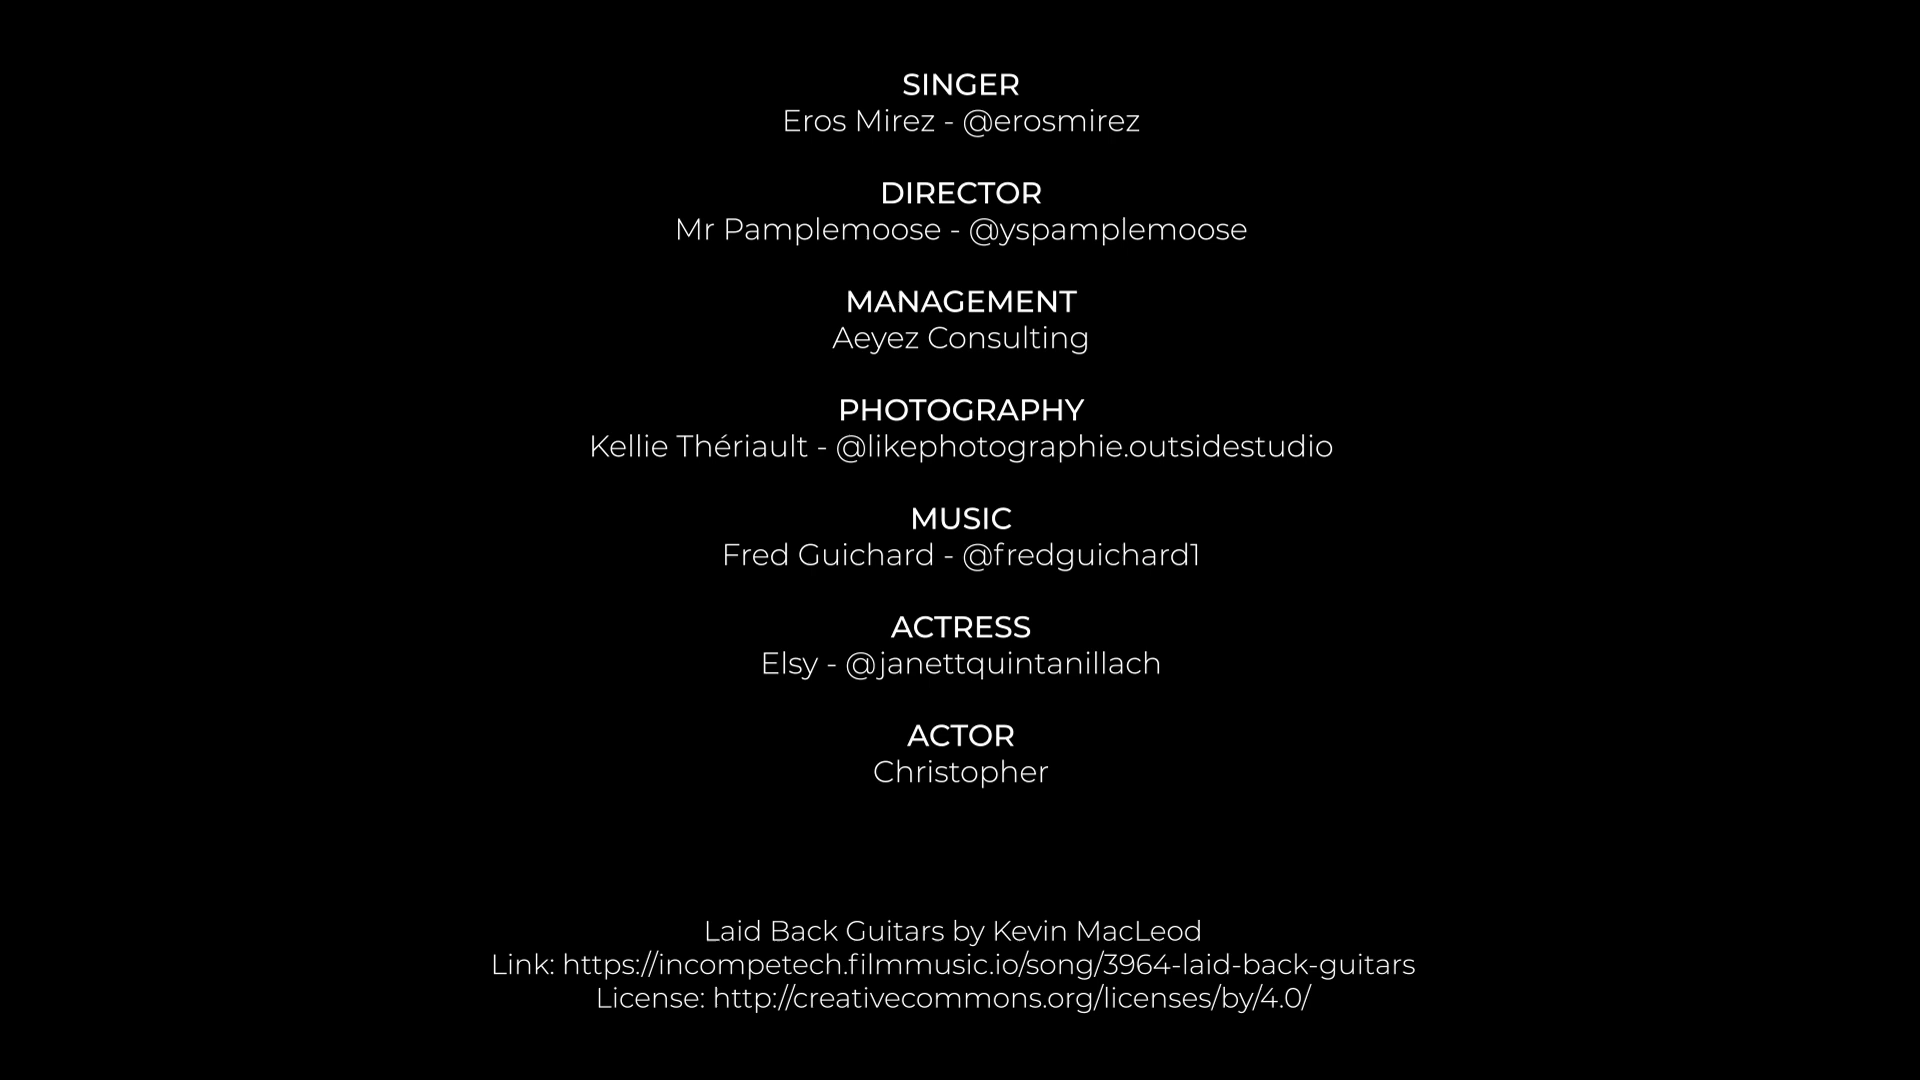 SINGER
Eros Mirez - @erosmirez
DIRECTOR
Mr Pamplemoose - @yspamplemoose
MANAGEMENT
Aeyez Consulting
PHOTOGRAPHY
Kellie Thériault - @likephotographie.outsidestudio
MUSIC
Fred Guichard - @fredguichard1
ACTRESS
Elsy - @janettquintanillach
ACTOR
Christopher
Laid Back Guitars by Kevin MacLeod
Link: https://incompetech.filmmusic.io/song/3964-laid-back-guitars
License: http://creativecommons.org/licenses/by/4.0/